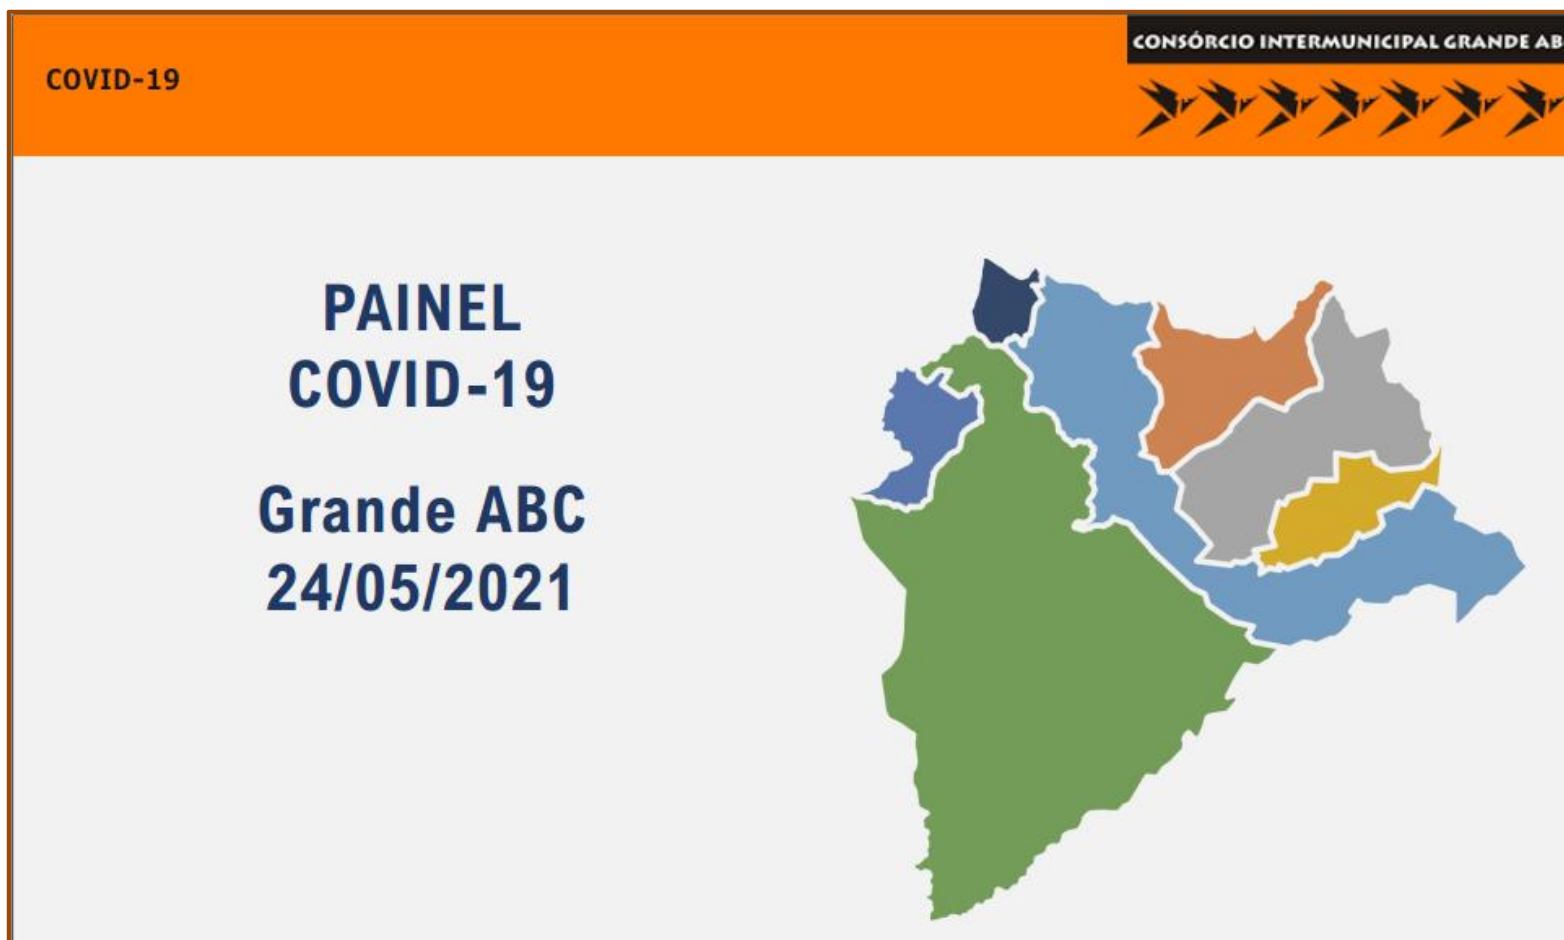 COVID-19
CONSÓRCIO INTERMUNICIPAL GRANDE AB
PAINEL
COVID-19
Grande ABC
24/05/2021